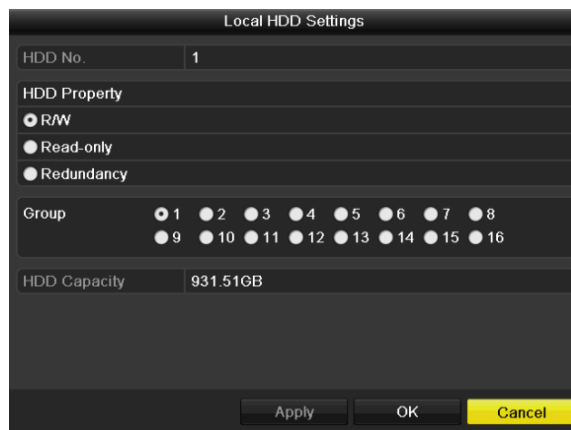 Local HDD Settings
HDD No. 1
HDD Property
R/W
Read-only
Redundancy
Group 1 2 3 4 5 6 7 8
9 10 11 12 13 14 15 16
HDD Capacity 931.51GB
Apply OK Cancel